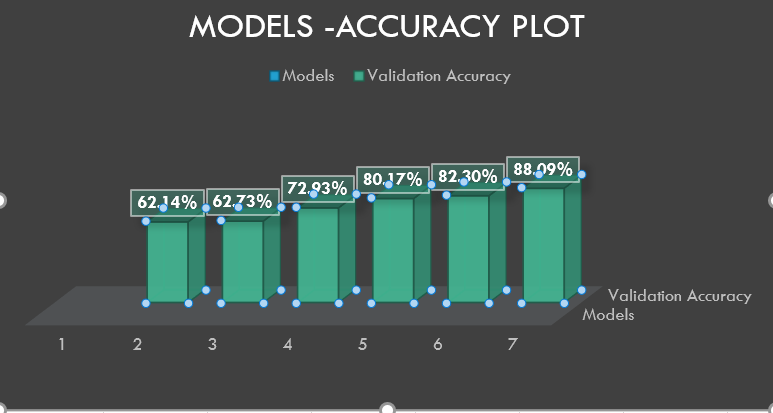 MODELS -ACCURACY PLOT
Models Validation Accuracy
62.14% 62.73% 72.93% 80.17% 82.30% 88.09%
Validation Accuracy
Models
1 2 3 4 5 6 7